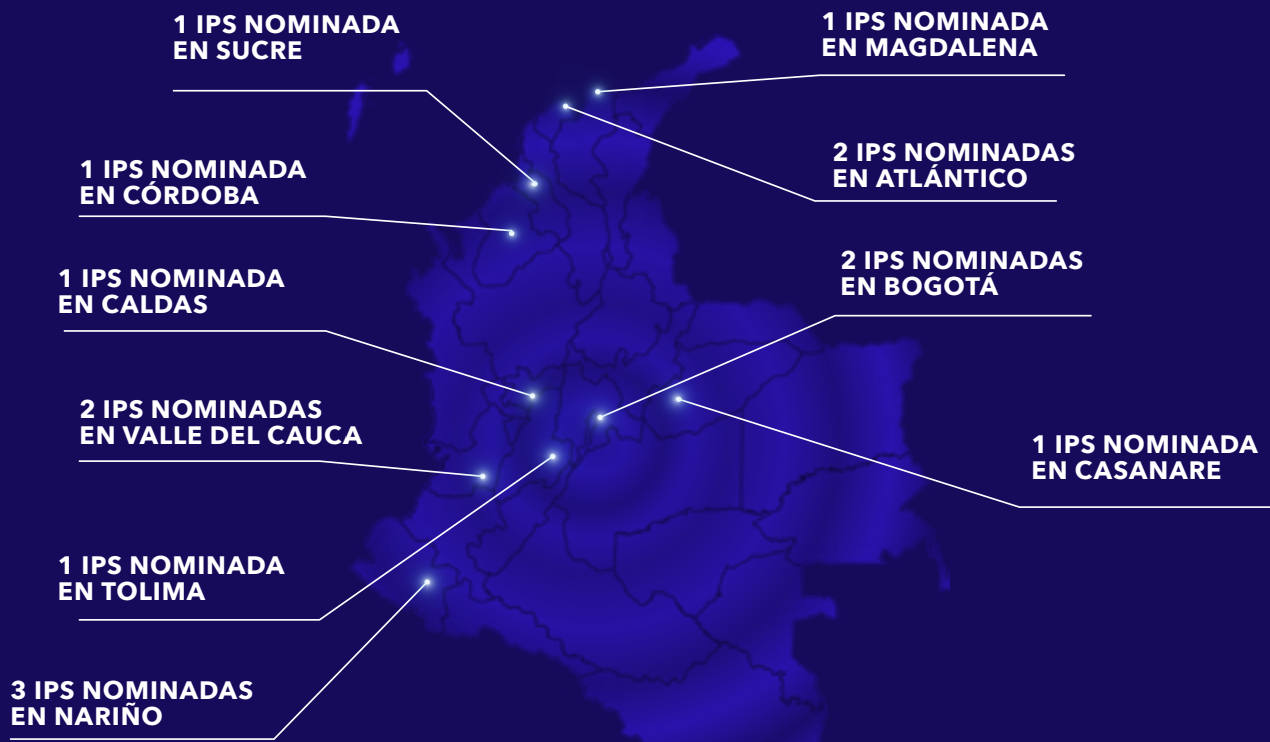 1 IPS NOMINADA
EN SUCRE
1 IPS NOMINADA
EN MAGDALENA
1 IPS NOMINADA
EN CÓRDOBA
2 IPS NOMINADAS
EN ATLÁNTICO
1 IPS NOMINADA
EN CALDAS
2 IPS NOMINADAS
EN BOGOTÁ
2 IPS NOMINADAS
EN VALLE DEL CAUCA
1 IPS NOMINADA
EN CASANARE
1 IPS NOMINADA
EN TOLIMA
3 IPS NOMINADAS
EN NARIÑO